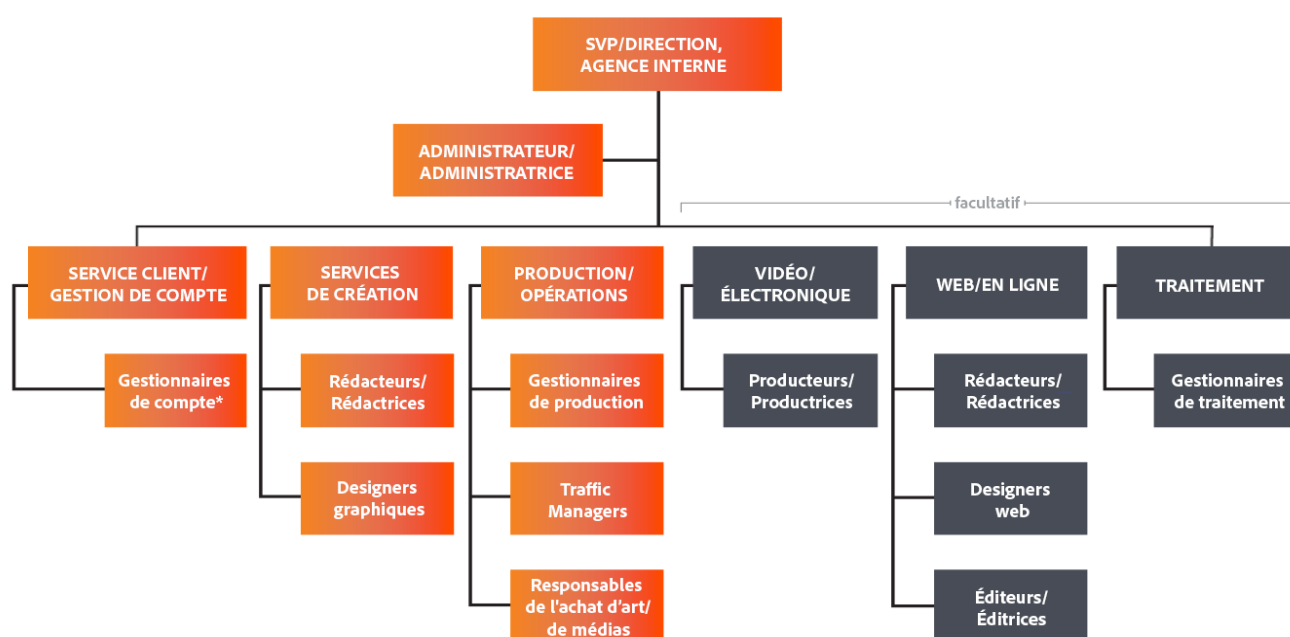 SVP/DIRECTION,
AGENCE INTERNE
ADMINISTRATEUR/
ADMINISTRATRICE
facultatif
SERVICE CLIENT/
GESTION DE COMPTE
SERVICES
DE CRÉATION
PRODUCTION/
OPÉRATIONS
VIDÉO/
ÉLECTRONIQUE
WEB/EN LIGNE
TRAITEMENT
Gestionnaires
de compte*
Rédacteurs/
Rédactrices
Gestionnaires
de production
Producteurs/
Productrices
Rédacteurs/
Rédactrices
Gestionnaires
de traitement
Designers
graphiques
Traffic
Managers
Designers
web
Responsables
de l'achat d'art/
de médias
Éditeurs/
Éditrices